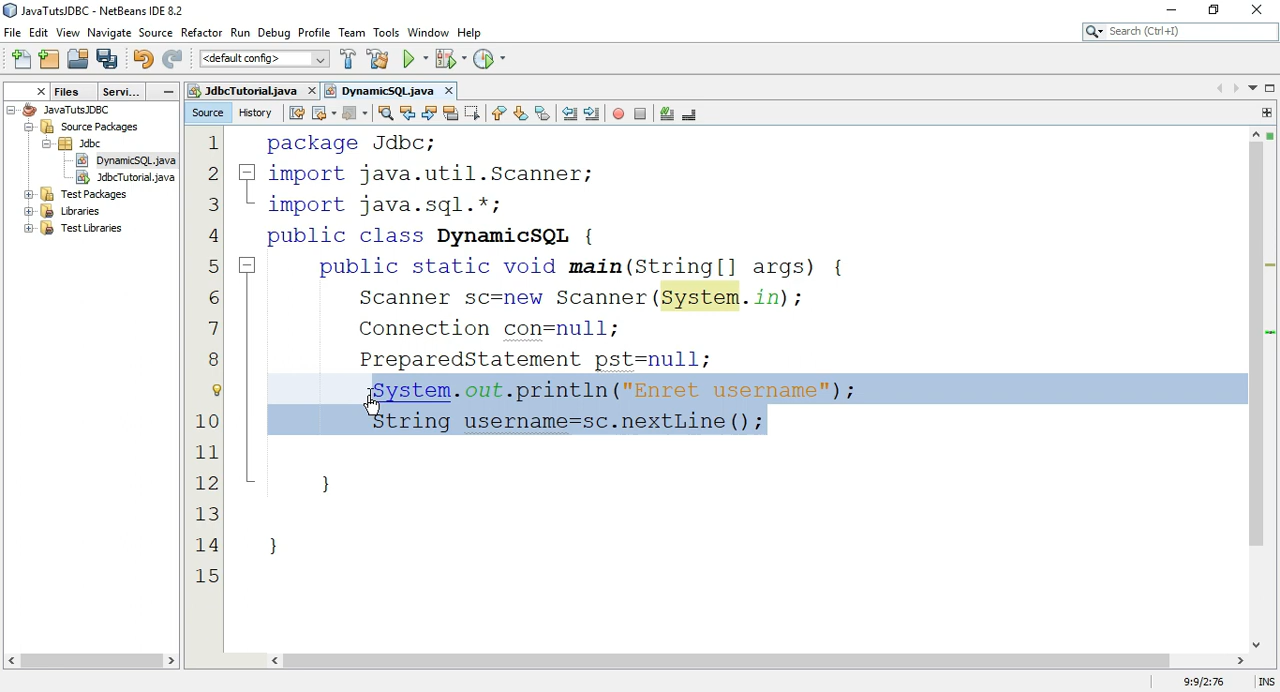 JavaTutsJDBC - NetBeans IDE 8.2
File Edit View Navigate Source Refactor Run Debug Profile Team Tools Window Help
Search (Ctrl+I)
<default config>
Files Servi...
JdbcTutorial.java DynamicSQL.java
Source History
JavaTutsJDBC
Source Packages
Jdbc
DynamicSQL.java
JdbcTutorial.java
Test Packages
Libraries
Test Libraries
1 package Jdbc;
2 import java.util.Scanner;
3 import java.sql.*;
4 public class DynamicSQL {
5 public static void main(String[] args) {
6 Scanner sc=new Scanner(System.in);
7 Connection con=null;
8 PreparedStatement pst=null;
System.out.println("Enret username");
10 String username=sc.nextLine();
11
12 }
13
14 }
15
9:9/2:76 INS